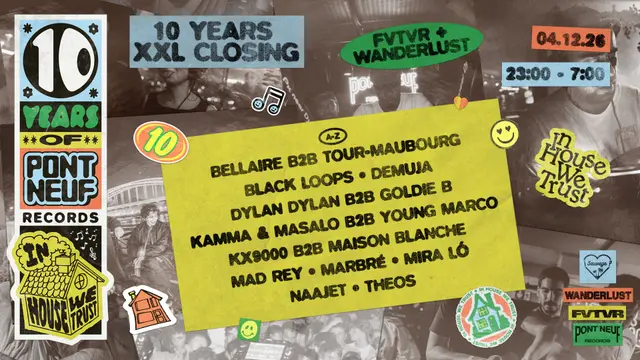 10
YEARS
OF
PONT
NEUF
RECORDS
IN
HOUSE WE
TRUST
10 YEARS
XXL CLOSING
FVTVR +
WANDERLUST
04.12.26
23:00 - 7:00
10
A-Z
BELLAIRE B2B TOUR-MAUBOURG
BLACK LOOPS • DEMUJA
DYLAN DYLAN B2B GOLDIE B
KAMMA & MASALO B2B YOUNG MARCO
KX9000 B2B MAISON BLANCHE
MAD REY • MARBRÉ • MIRA LÓ
NAAJET • THEOS
in
House
We
Trust
Sauvage
WANDERLUST
FVTVR
PONT NEUF
RECORDS